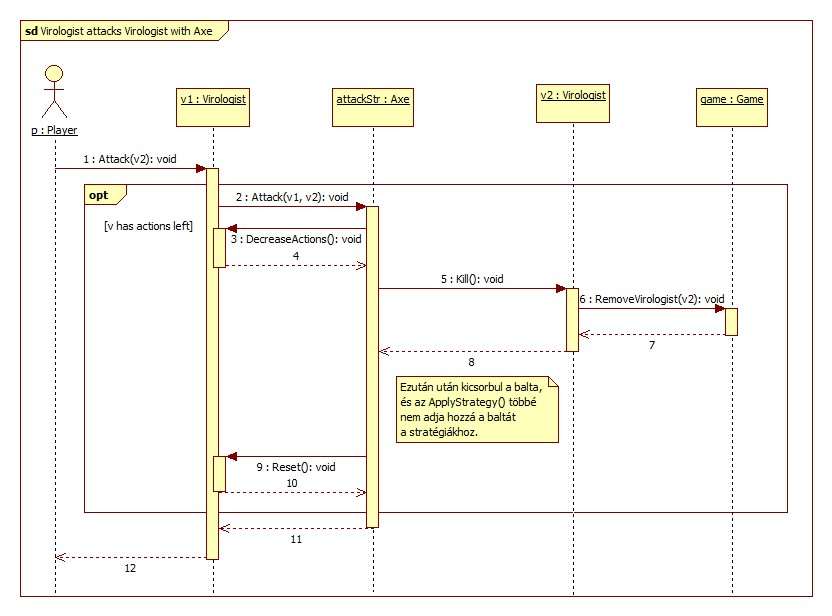 sd Virologist attacks Virologist with Axe
p : Player
v1 : Virologist
attackStr : Axe
v2 : Virologist
game : Game
1 : Attack(v2): void
opt
[v has actions left]
2 : Attack(v1, v2): void
3 : DecreaseActions(): void
4
5 : Kill(): void
6 : RemoveVirologist(v2): void
7
8
Ezután után kicsorbul a balta,
és az ApplyStrategy() többé
nem adja hozzá a baltát
a stratégiákhoz.
9 : Reset(): void
10
11
12